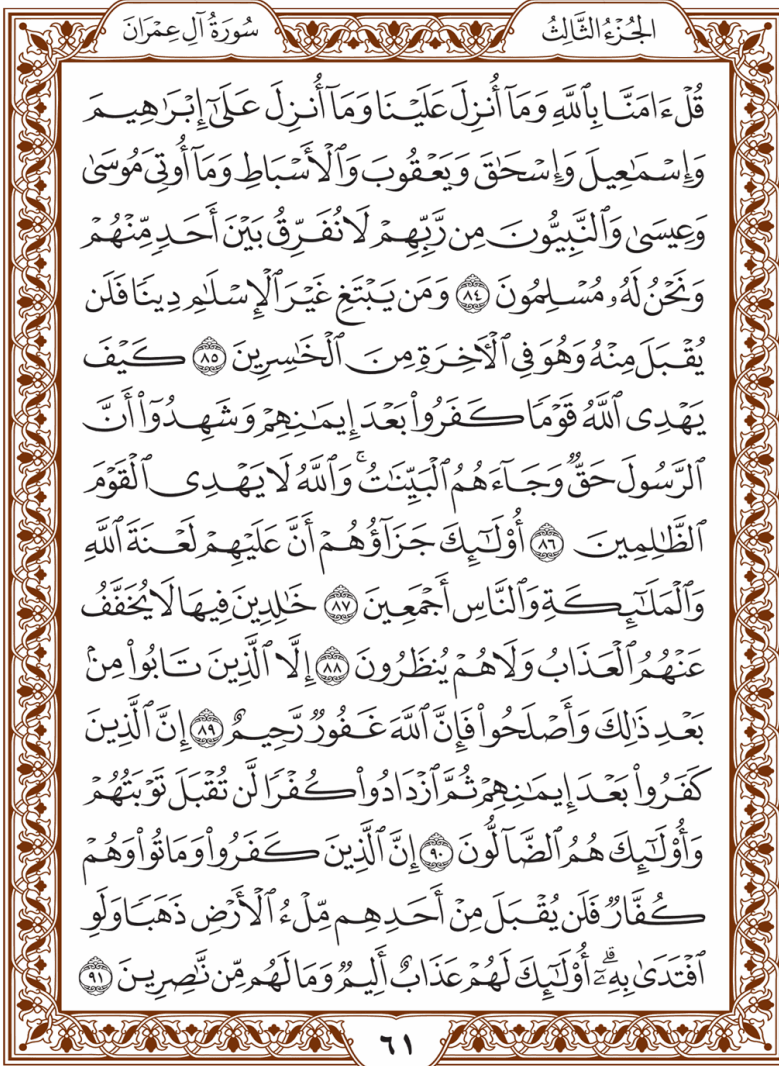 الجُزْءُ الثَّالِثُ
سُورَةُ آلِ عِمْرَانَ
قُلۡ ءَامَنَّا بِٱللَّهِ وَمَآ أُنزِلَ عَلَيۡنَا وَمَآ أُنزِلَ عَلَىٰٓ إِبۡرَٰهِيمَ
وَإِسۡمَٰعِيلَ وَإِسۡحَٰقَ وَيَعۡقُوبَ وَٱلۡأَسۡبَاطِ وَمَآ أُوتِيَ مُوسَىٰ
وَعِيسَىٰ وَٱلنَّبِيُّونَ مِن رَّبِّهِمۡ لَا نُفَرِّقُ بَيۡنَ أَحَدٖ مِّنۡهُمۡ
وَنَحۡنُ لَهُۥ مُسۡلِمُونَ ٨٤ وَمَن يَبۡتَغِ غَيۡرَ ٱلۡإِسۡلَٰمِ دِينٗا فَلَن
يُقۡبَلَ مِنۡهُ وَهُوَ فِي ٱلۡأٓخِرَةِ مِنَ ٱلۡخَٰسِرِينَ ٨٥ كَيۡفَ
يَهۡدِي ٱللَّهُ قَوۡمٗا كَفَرُواْ بَعۡدَ إِيمَٰنِهِمۡ وَشَهِدُوٓاْ أَنَّ
ٱلرَّسُولَ حَقّٞ وَجَآءَهُمُ ٱلۡبَيِّنَٰتُۚ وَٱللَّهُ لَا يَهۡدِي ٱلۡقَوۡمَ
ٱلظَّٰلِمِينَ ٨٦ أُوْلَٰٓئِكَ جَزَآؤُهُمۡ أَنَّ عَلَيۡهِمۡ لَعۡنَةَ ٱللَّهِ
وَٱلۡمَلَٰٓئِكَةِ وَٱلنَّاسِ أَجۡمَعِينَ ٨٧ خَٰلِدِينَ فِيهَا لَا يُخَفَّفُ
عَنۡهُمُ ٱلۡعَذَابُ وَلَا هُمۡ يُنظَرُونَ ٨٨ إِلَّا ٱلَّذِينَ تَابُواْ مِنۢ
بَعۡدِ ذَٰلِكَ وَأَصۡلَحُواْ فَإِنَّ ٱللَّهَ غَفُورٞ رَّحِيمٌ ٨٩ إِنَّ ٱلَّذِينَ
كَفَرُواْ بَعۡدَ إِيمَٰنِهِمۡ ثُمَّ ٱزۡدَادُواْ كُفۡرٗا لَّن تُقۡبَلَ تَوۡبَتُهُمۡ
وَأُوْلَٰٓئِكَ هُمُ ٱلضَّآلُّونَ ٩٠ إِنَّ ٱلَّذِينَ كَفَرُواْ وَمَاتُواْ وَهُمۡ
كُفَّارٞ فَلَن يُقۡبَلَ مِنۡ أَحَدِهِم مِّلۡءُ ٱلۡأَرۡضِ ذَهَبٗا وَلَوِ
ٱفۡتَدَىٰ بِهِۦٓۗ أُوْلَٰٓئِكَ لَهُمۡ عَذَابٌ أَلِيمٞ وَمَا لَهُم مِّن نَّٰصِرِينَ ٩١
٦١